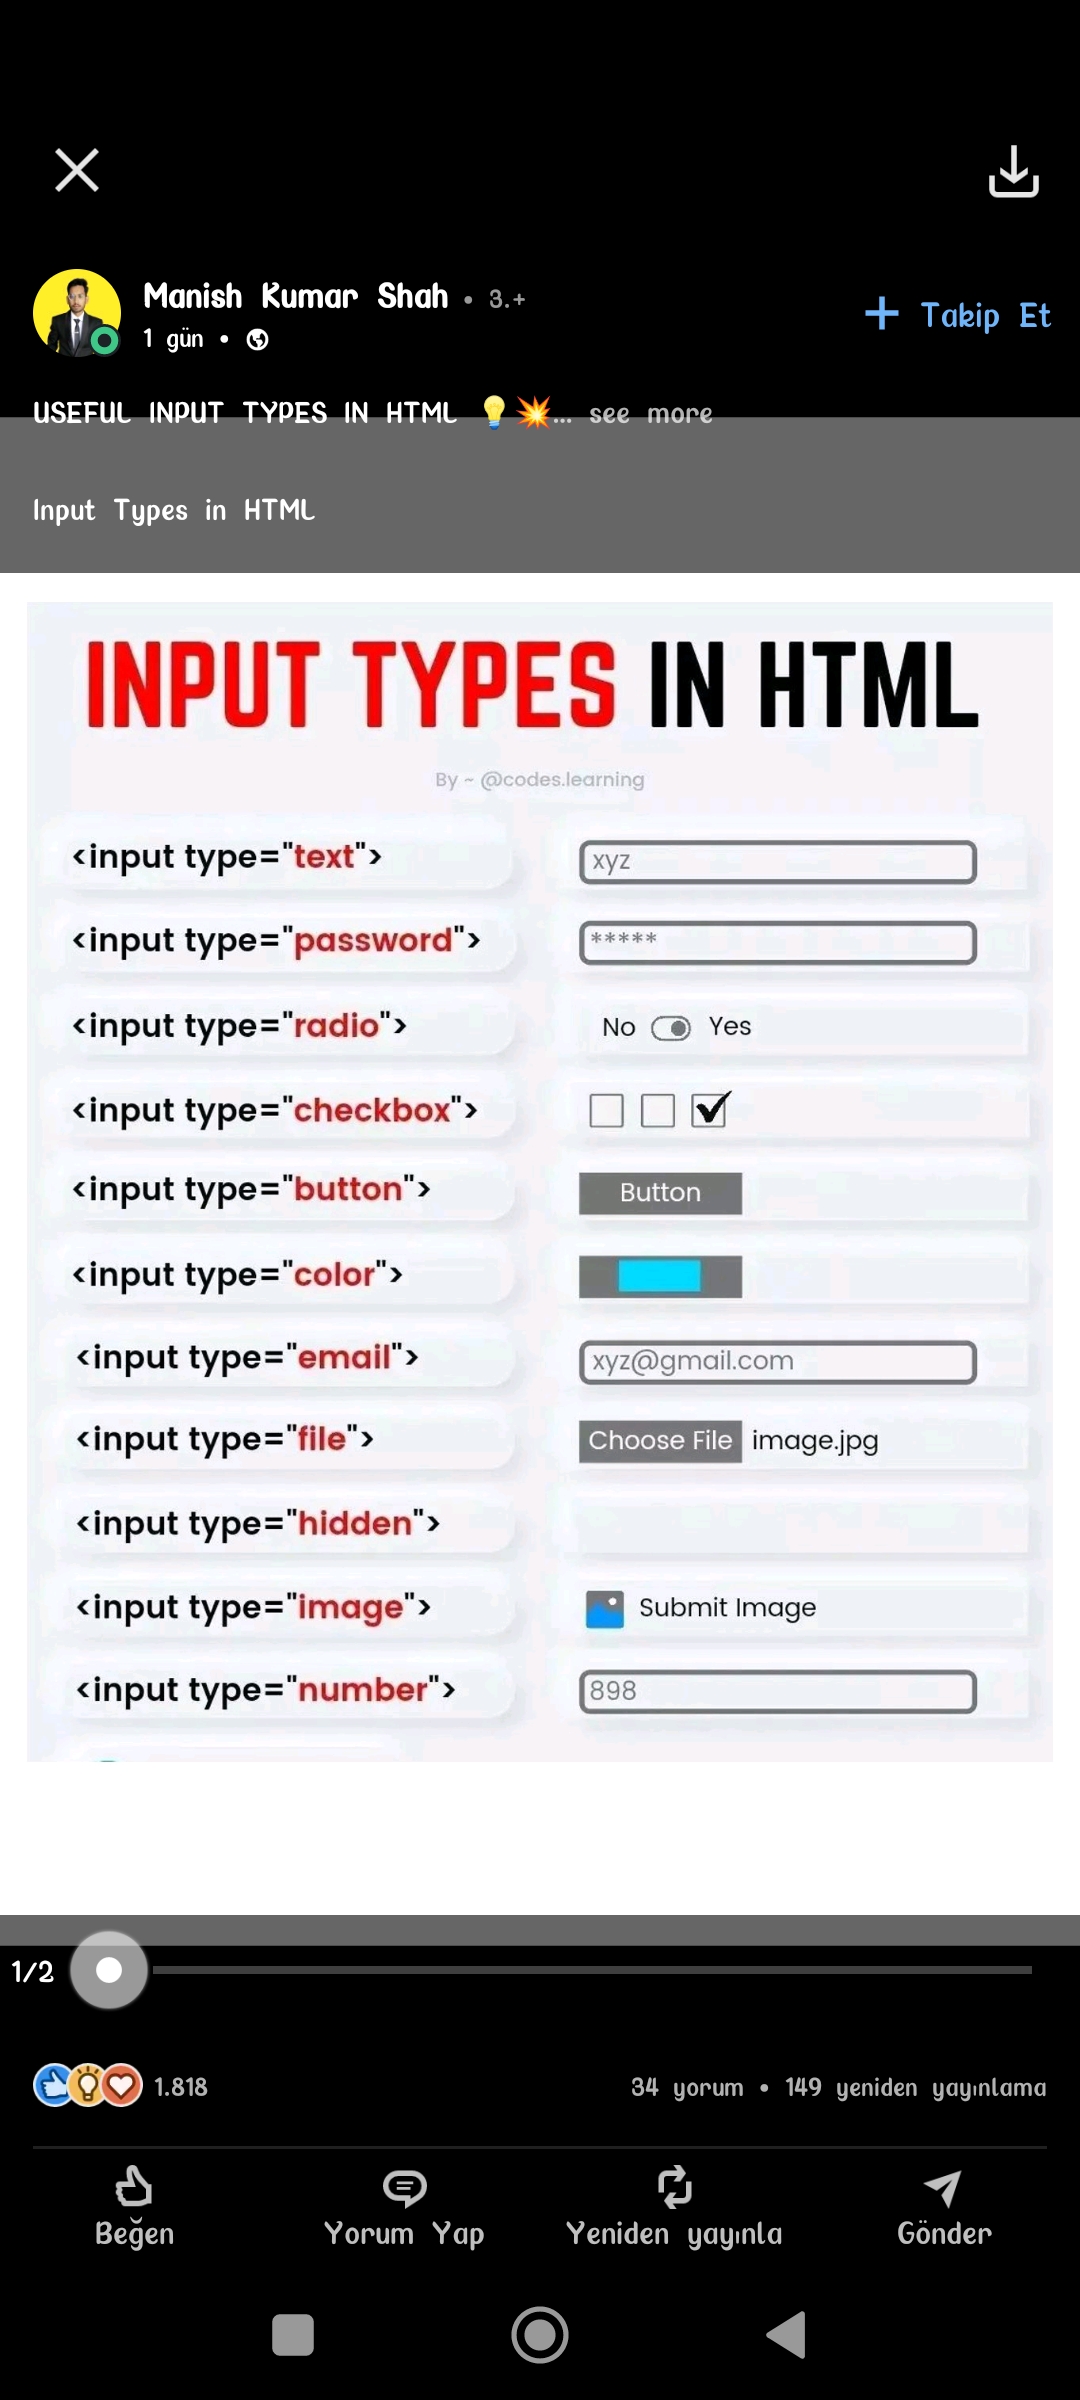 Manish Kumar Shah • 3.+
1 gün •
+ Takip Et
USEFUL INPUT TYPES IN HTML 💡💥... see more
Input Types in HTML
INPUT TYPES IN HTML
By ~ @codes.learning
<input type="text"> xyz
<input type="password"> *****
<input type="radio"> No Yes
<input type="checkbox">
<input type="button"> Button
<input type="color">
<input type="email"> xyz@gmail.com
<input type="file"> Choose File image.jpg
<input type="hidden">
<input type="image"> Submit Image
<input type="number"> 898
1/2
1.818 34 yorum • 149 yeniden yayınlama
Beğen Yorum Yap Yeniden yayınla Gönder